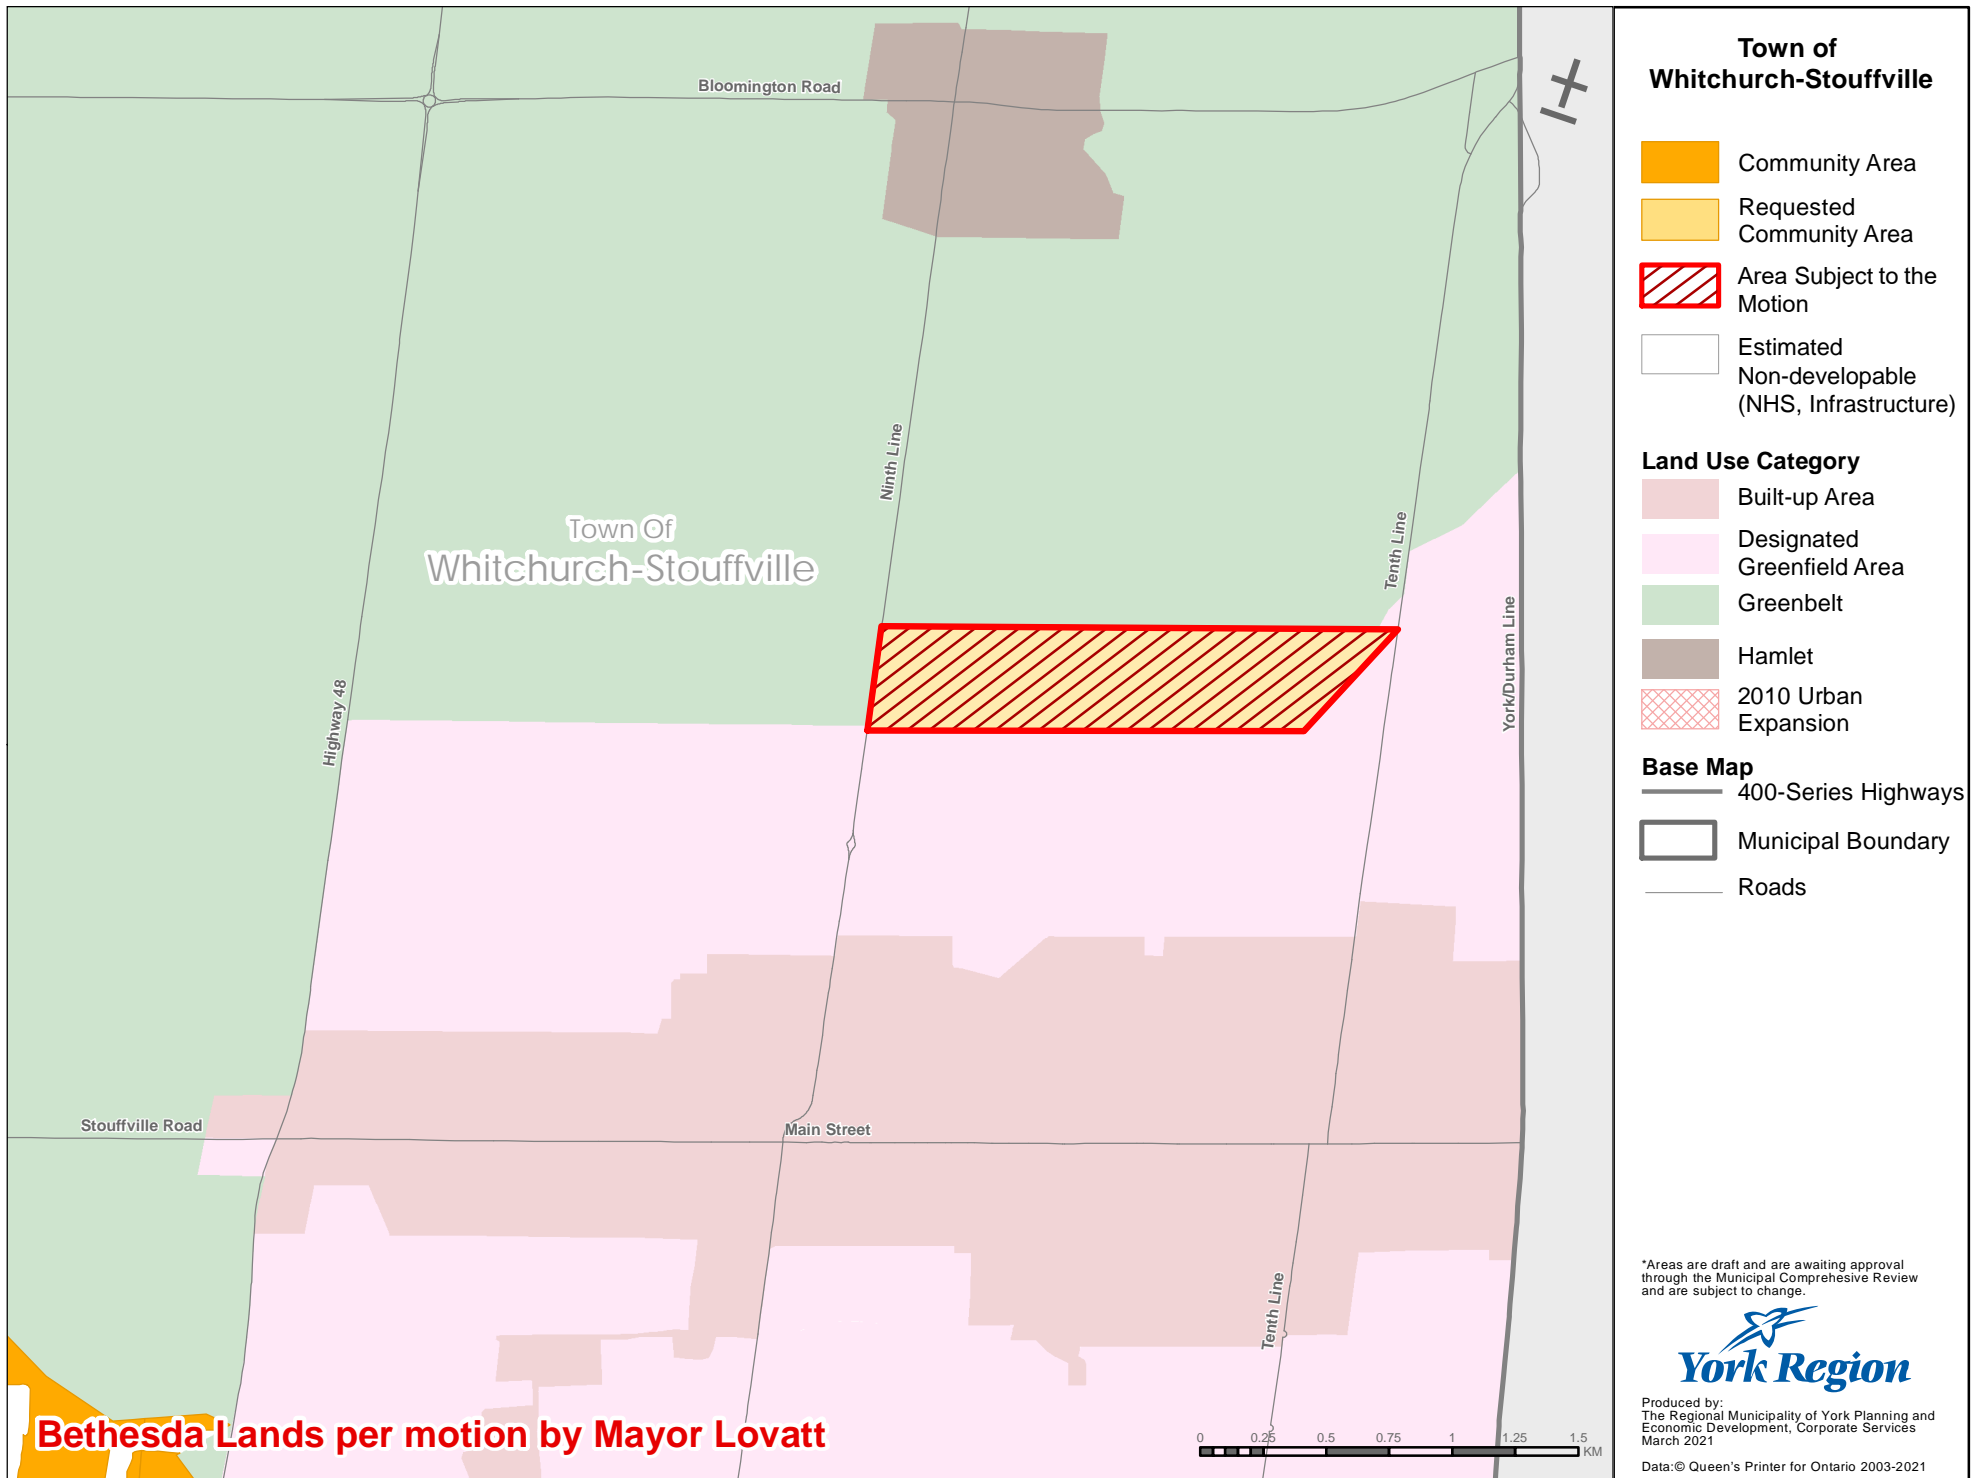 Bloomington Road
Ninth Line
Town Of
Whitchurch-Stouffville
Tenth Line
York/Durham Line
Highway 48
Stouffville Road
Main Street
Tenth Line
Bethesda Lands per motion by Mayor Lovatt
0 0.25 0.5 0.75 1 1.25 1.5
KM
Town of
Whitchurch-Stouffville
Community Area
Requested
Community Area
Area Subject to the
Motion
Estimated
Non-developable
(NHS, Infrastructure)
Land Use Category
Built-up Area
Designated
Greenfield Area
Greenbelt
Hamlet
2010 Urban
Expansion
Base Map
400-Series Highways
Municipal Boundary
Roads
*Areas are draft and are awaiting approval
through the Municipal Comprehesive Review
and are subject to change.
York Region
Produced by:
The Regional Municipality of York Planning and
Economic Development, Corporate Services
March 2021
Data:© Queen's Printer for Ontario 2003-2021